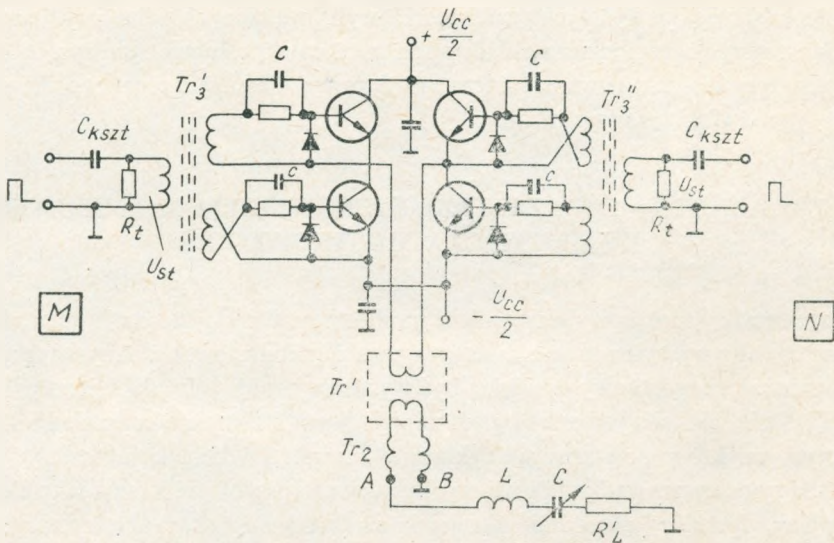 + Ucc/2
C
C
Tr3'
Tr3''
Ckszt
Ckszt
C
C
Ust
Rt
Rt
Ust
M
N
- Ucc/2
Tr'
Tr2
A
B
L
C
R'L